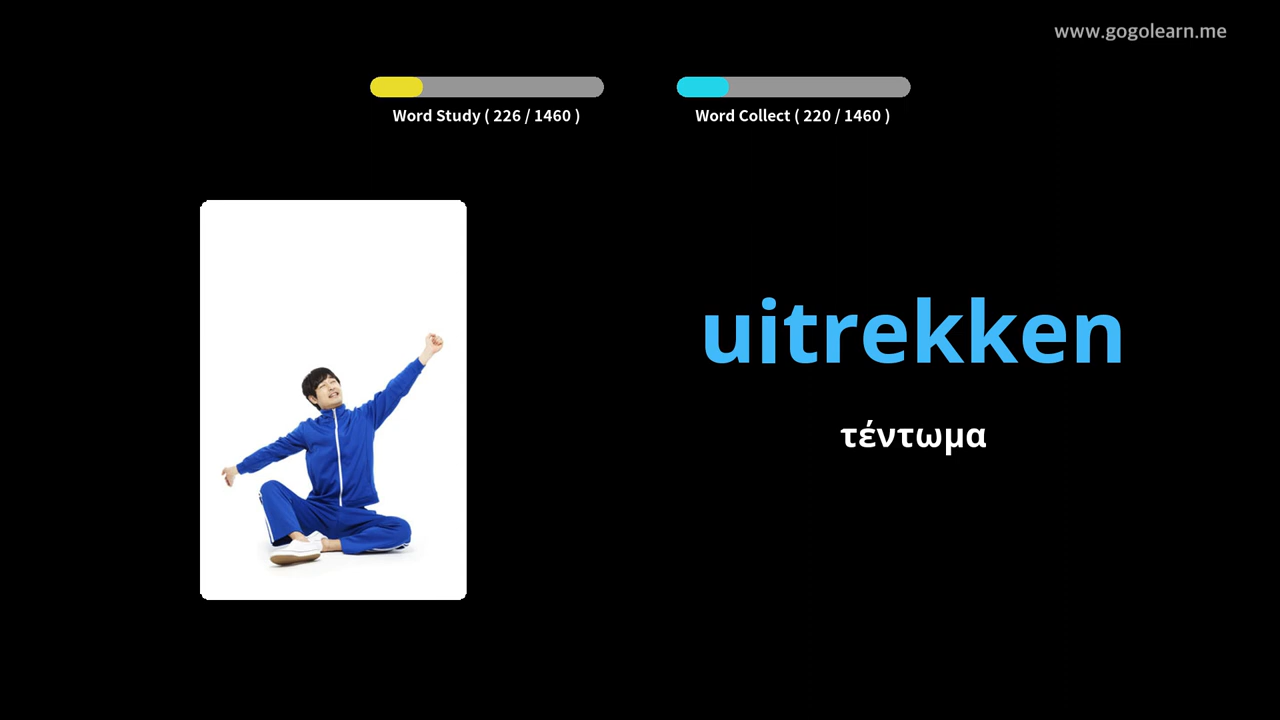 www.gogolearn.me
Word Study ( 226 / 1460 )
Word Collect ( 220 / 1460 )
uitrekken
τέντωμα